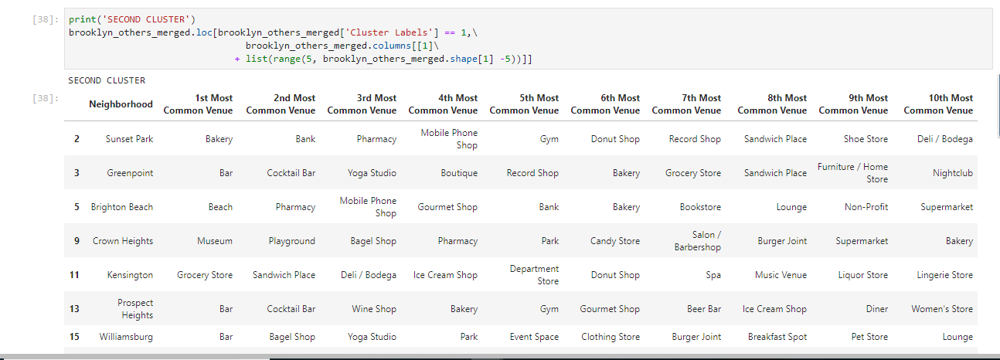 [38]: print('SECOND CLUSTER')
brooklyn_others_merged.loc[brooklyn_others_merged['Cluster Labels'] == 1,\
brooklyn_others_merged.columns[[1]\
+ list(range(5, brooklyn_others_merged.shape[1] -5))]]
SECOND CLUSTER
[38]: Neighborhood 1st Most Common Venue 2nd Most Common Venue 3rd Most Common Venue 4th Most Common Venue 5th Most Common Venue 6th Most Common Venue 7th Most Common Venue 8th Most Common Venue 9th Most Common Venue 10th Most Common Venue
2 Sunset Park Bakery Bank Pharmacy Mobile Phone Shop Gym Donut Shop Record Shop Sandwich Place Shoe Store Deli / Bodega
3 Greenpoint Bar Cocktail Bar Yoga Studio Boutique Record Shop Bakery Grocery Store Sandwich Place Furniture / Home Store Nightclub
5 Brighton Beach Beach Pharmacy Mobile Phone Shop Gourmet Shop Bank Bakery Bookstore Lounge Non-Profit Supermarket
9 Crown Heights Museum Playground Bagel Shop Pharmacy Park Candy Store Salon / Barbershop Burger Joint Supermarket Bakery
11 Kensington Grocery Store Sandwich Place Deli / Bodega Ice Cream Shop Department Store Donut Shop Spa Music Venue Liquor Store Lingerie Store
13 Prospect Heights Bar Cocktail Bar Wine Shop Bakery Gym Gourmet Shop Beer Bar Ice Cream Shop Diner Women's Store
15 Williamsburg Bar Bagel Shop Yoga Studio Park Event Space Clothing Store Burger Joint Breakfast Spot Pet Store Lounge